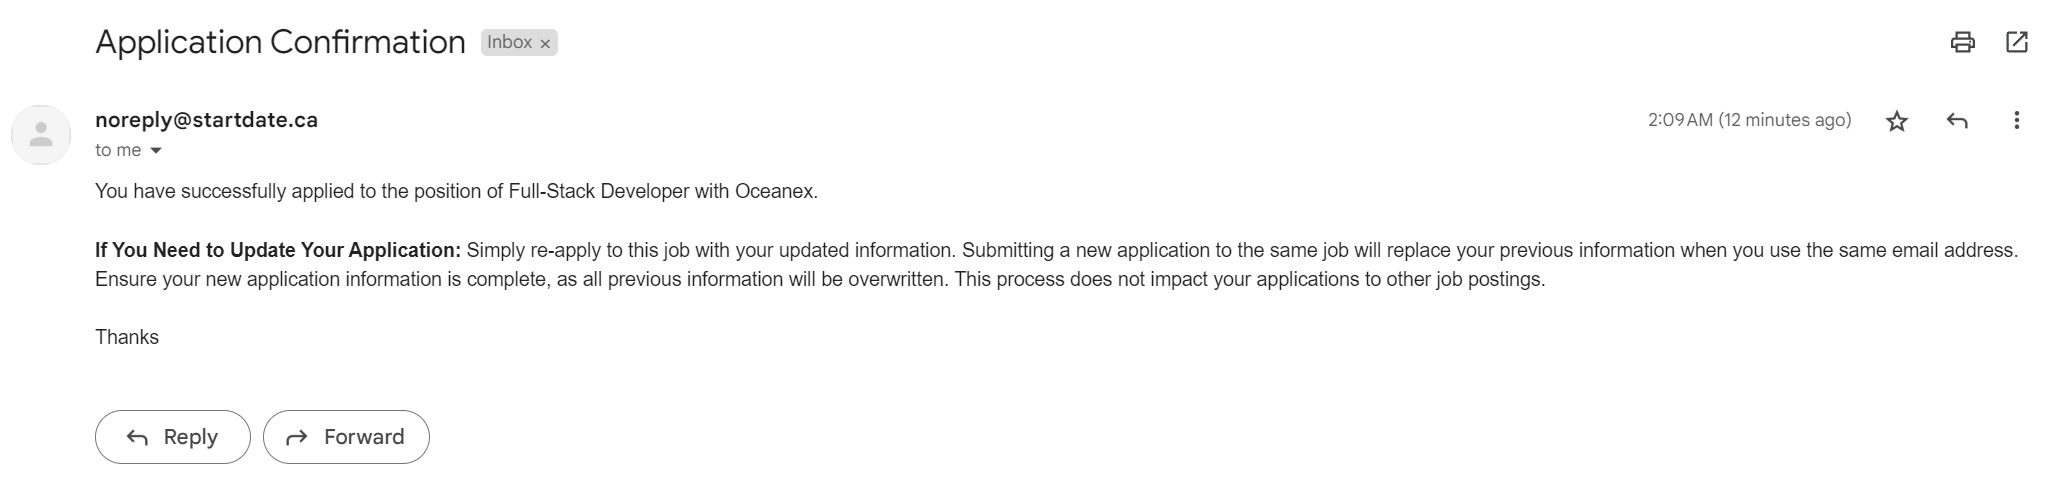 Application Confirmation Inbox ×
noreply@startdate.ca 2:09 AM (12 minutes ago)
to me
You have successfully applied to the position of Full-Stack Developer with Oceanex.
If You Need to Update Your Application: Simply re-apply to this job with your updated information. Submitting a new application to the same job will replace your previous information when you use the same email address.
Ensure your new application information is complete, as all previous information will be overwritten. This process does not impact your applications to other job postings.
Thanks
Reply Forward